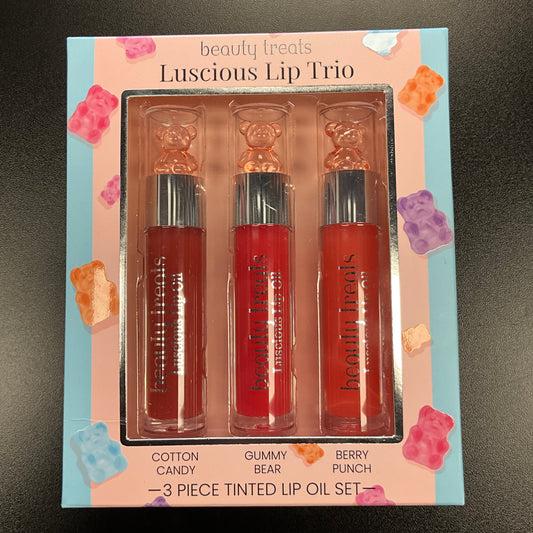 beauty treats
Luscious Lip Trio
beauty treats
Luscious Lip Oil
beauty treats
Luscious Lip Oil
beauty treats
Luscious Lip Oil
COTTON
CANDY
GUMMY
BEAR
BERRY
PUNCH
—3 PIECE TINTED LIP OIL SET—